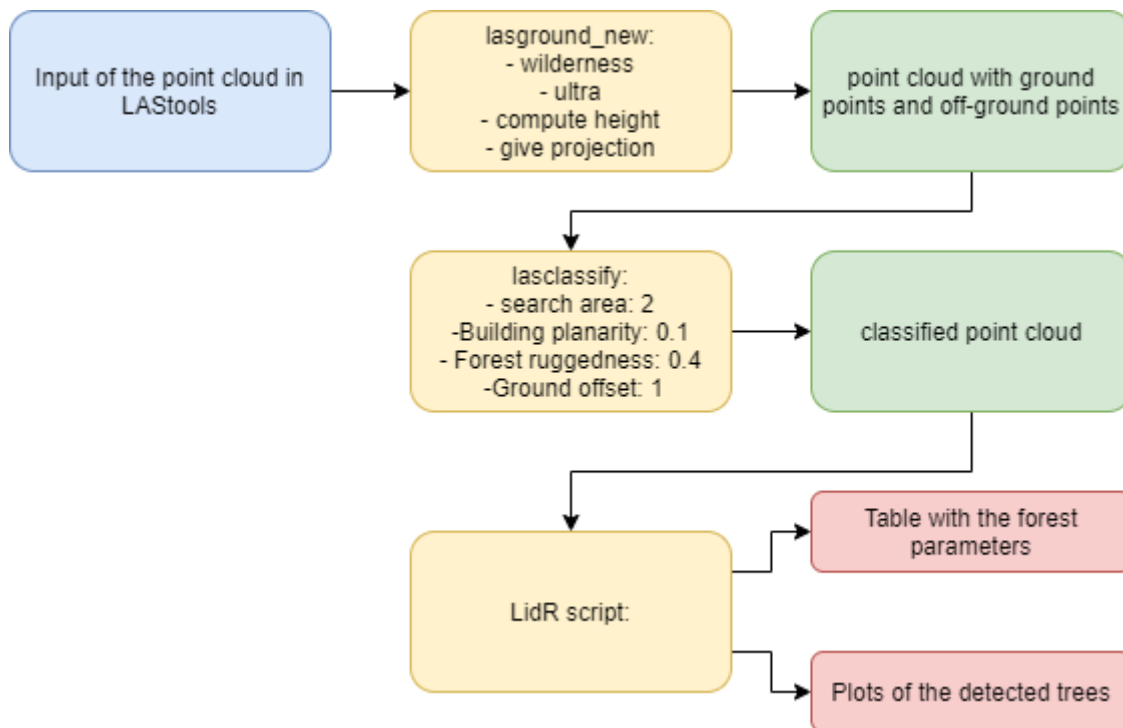 Input of the point cloud in
LAStools
lasground_new:
- wilderness
- ultra
- compute height
- give projection
point cloud with ground
points and off-ground points
lasclassify:
- search area: 2
-Building planarity: 0.1
- Forest ruggedness: 0.4
-Ground offset: 1
classified point cloud
LidR script:
Table with the forest
parameters
Plots of the detected trees